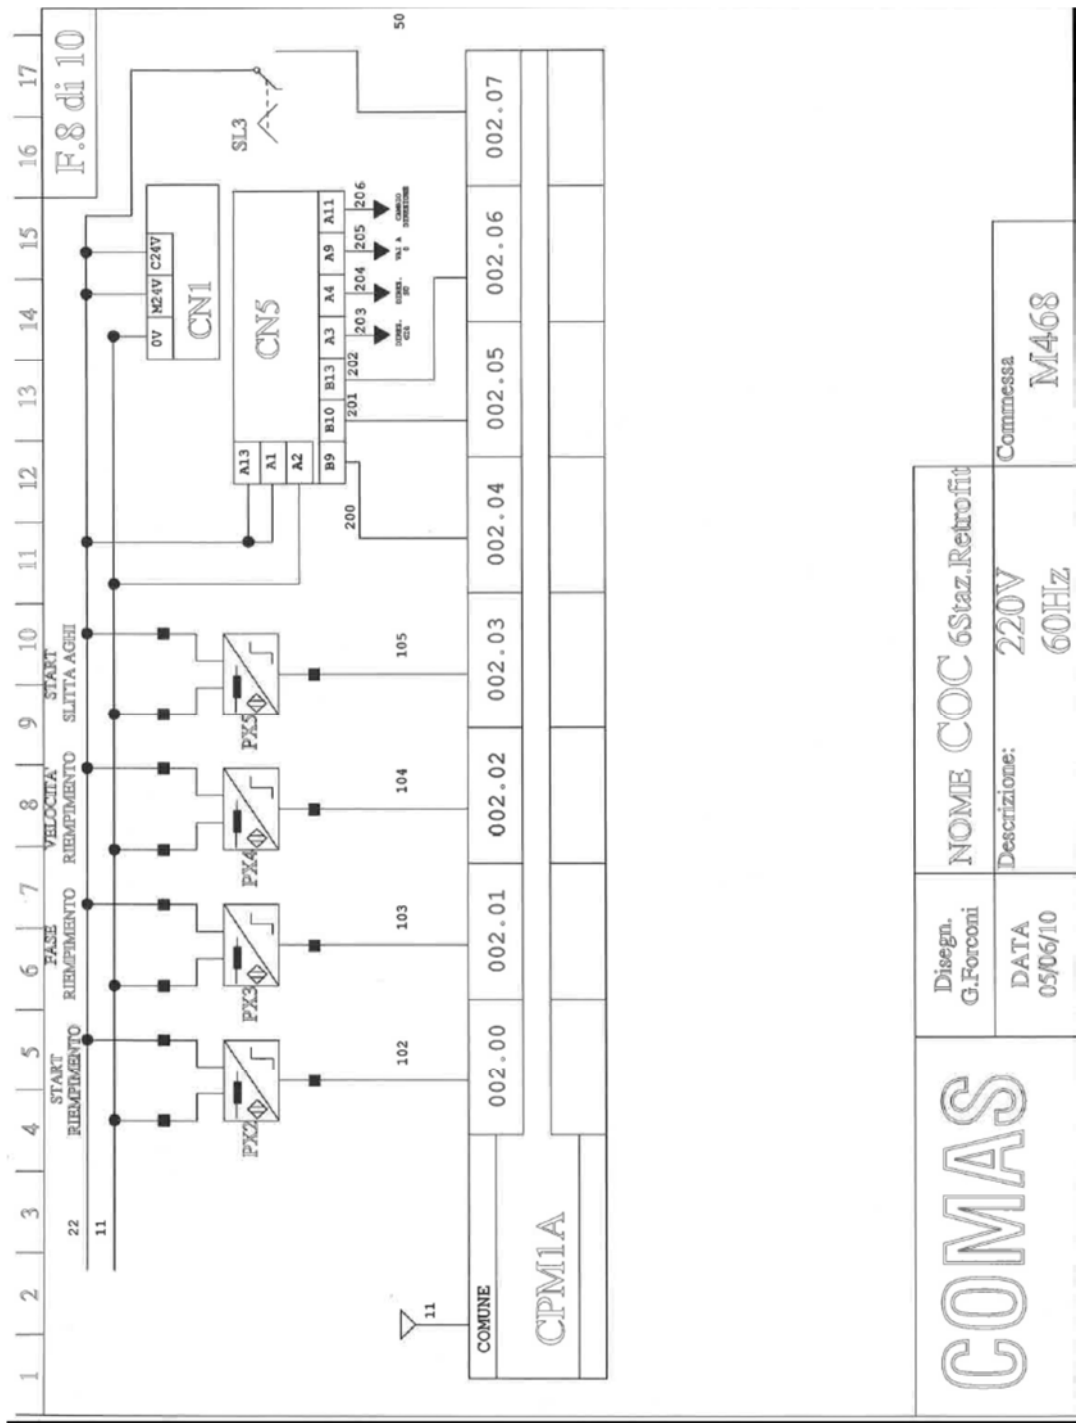 1 2 3 4 5 6 7 8 9 10 11 12 13 14 15 16 17
F.8 di 10
START
RIEMPIMENTO
FASE
RIEMPIMENTO
VELOCITA'
RIEMPIMENTO
START
SLITTA AGHI
22
11
0V M24V C24V
CN1
PX2
PX3
PX4
PX5
A13
A1
A2
CN5
B9 B10 B13 A3 A4 A9 A11
SL3
200
201
202
203
204
205
206
VAI A
0
CAMBIO
DIMENSIONE
102
103
104
105
50
11
COMUNE
002.00 002.01 002.02 002.03 002.04 002.05 002.06 002.07
CPM1A
COMAS
Disegn.
G.Forconi
DATA
05/06/10
NOME COC 6Staz.Retrofit
Descrizione:
220V
60Hz
Commessa
M468